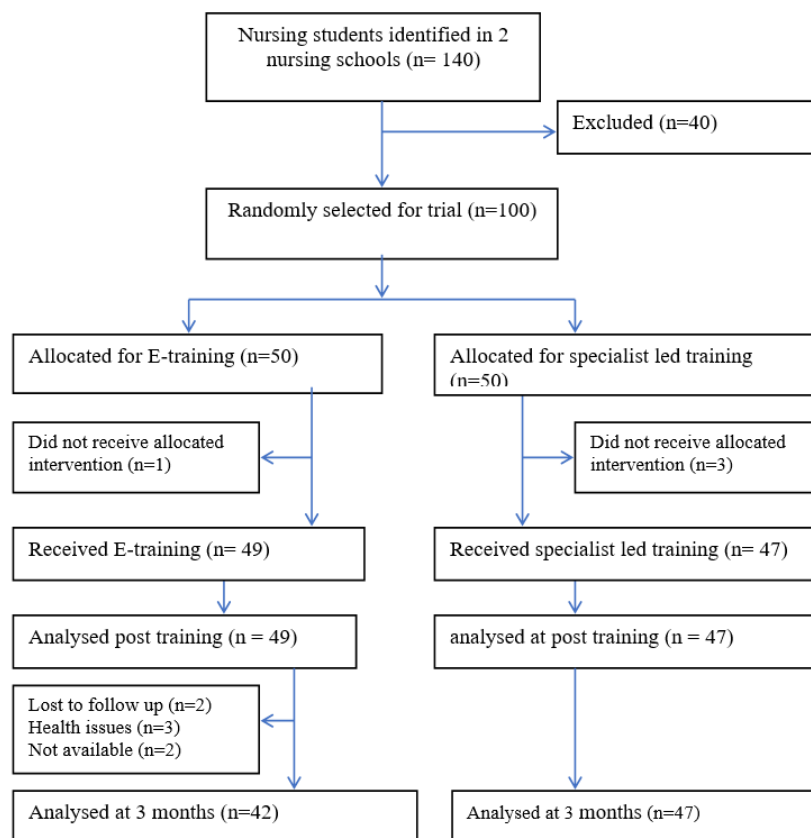 Nursing students identified in 2
nursing schools (n= 140)
Excluded (n=40)
Randomly selected for trial (n=100)
Allocated for E-training (n=50)
Allocated for specialist led training
(n=50)
Did not receive allocated
intervention (n=1)
Did not receive allocated
intervention (n=3)
Received E-training (n= 49)
Received specialist led training (n= 47)
Analysed post training (n = 49)
analysed at post training (n = 47)
Lost to follow up (n=2)
Health issues (n=3)
Not available (n=2)
Analysed at 3 months (n=42)
Analysed at 3 months (n=47)